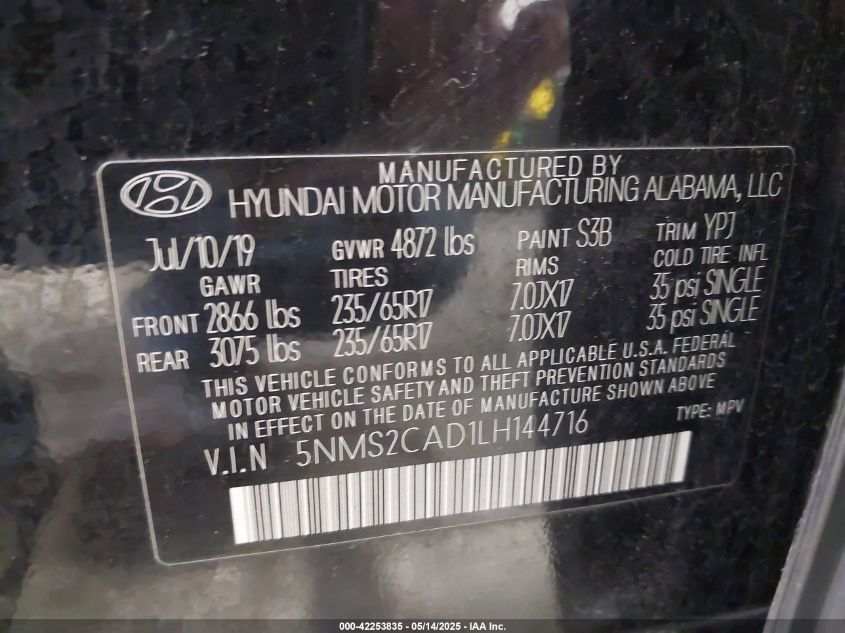 MANUFACTURED BY
HYUNDAI MOTOR MANUFACTURING ALABAMA, LLC
Jul/10/19 GVWR 4872 lbs PAINT S3B TRIM YPJ
GAWR TIRES RIMS COLD TIRE INFL
FRONT 2866 lbs 235/65R17 7.0JX17 35 psi SINGLE
REAR 3075 lbs 235/65R17 7.0JX17 35 psi SINGLE
THIS VEHICLE CONFORMS TO ALL APPLICABLE U.S.A. FEDERAL
MOTOR VEHICLE SAFETY AND THEFT PREVENTION STANDARDS
IN EFFECT ON THE DATE OF MANUFACTURE SHOWN ABOVE
V.I.N 5NMS2CAD1LH144716 TYPE: MPV
000-42253835 - 05/14/2025 - IAA Inc.